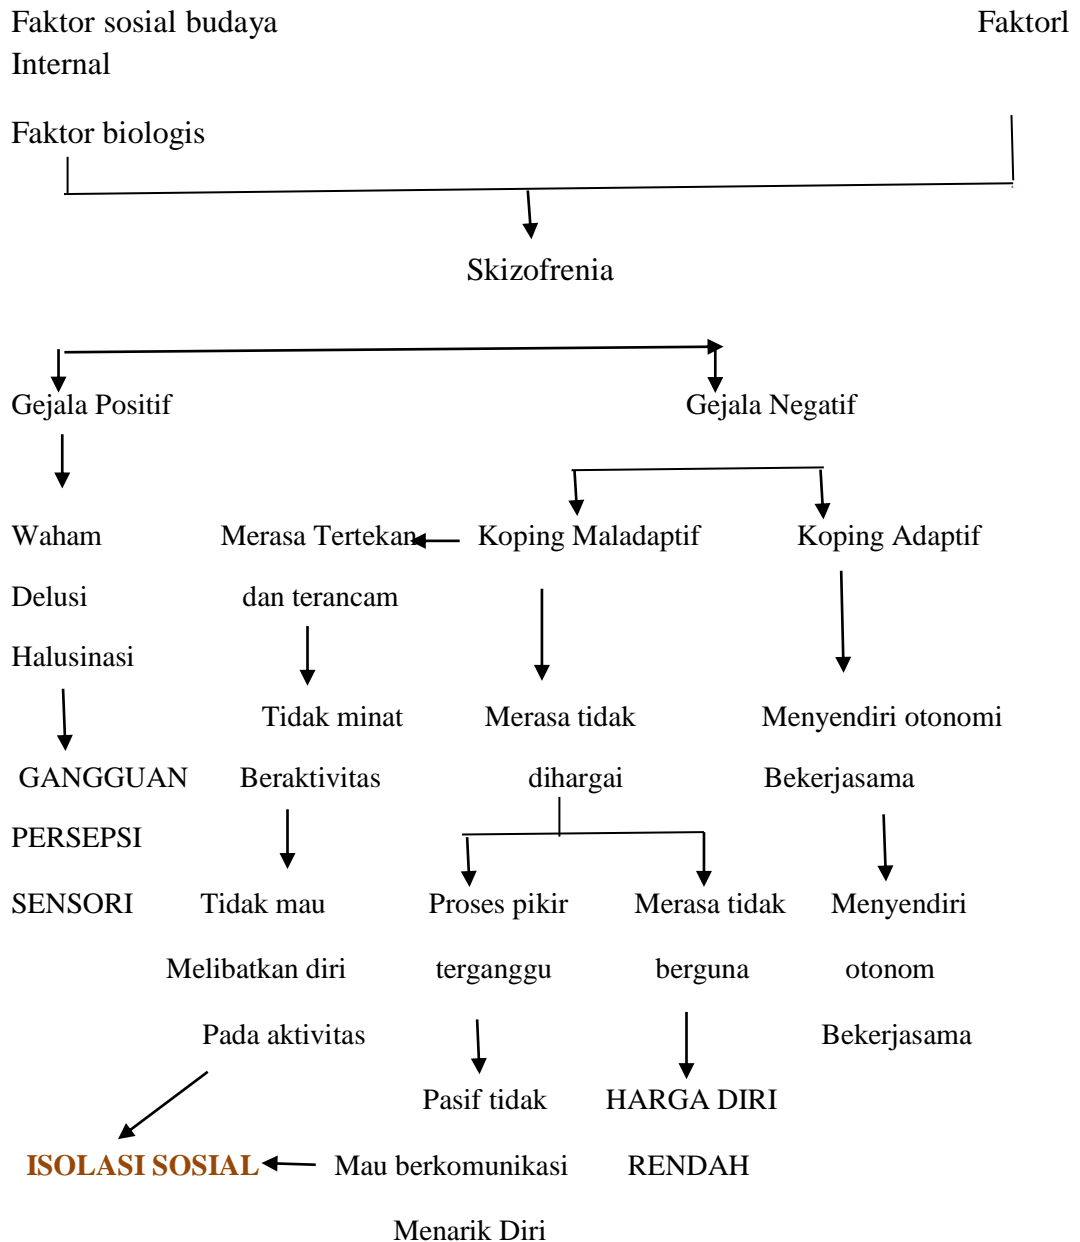 Faktor sosial budaya Faktorl
Internal
Faktor biologis
Skizofrenia
Gejala Positif Gejala Negatif
Waham Merasa Tertekan Koping Maladaptif Koping Adaptif
Delusi dan terancam
Halusinasi
Tidak minat Merasa tidak Menyendiri otonomi
GANGGUAN Beraktivitas dihargai Bekerjasama
PERSEPSI
SENSORI Tidak mau Proses pikir Merasa tidak Menyendiri
Melibatkan diri terganggu berguna otonom
Pada aktivitas Bekerjasama
Pasif tidak HARGA DIRI
ISOLASI SOSIAL Mau berkomunikasi RENDAH
Menarik Diri